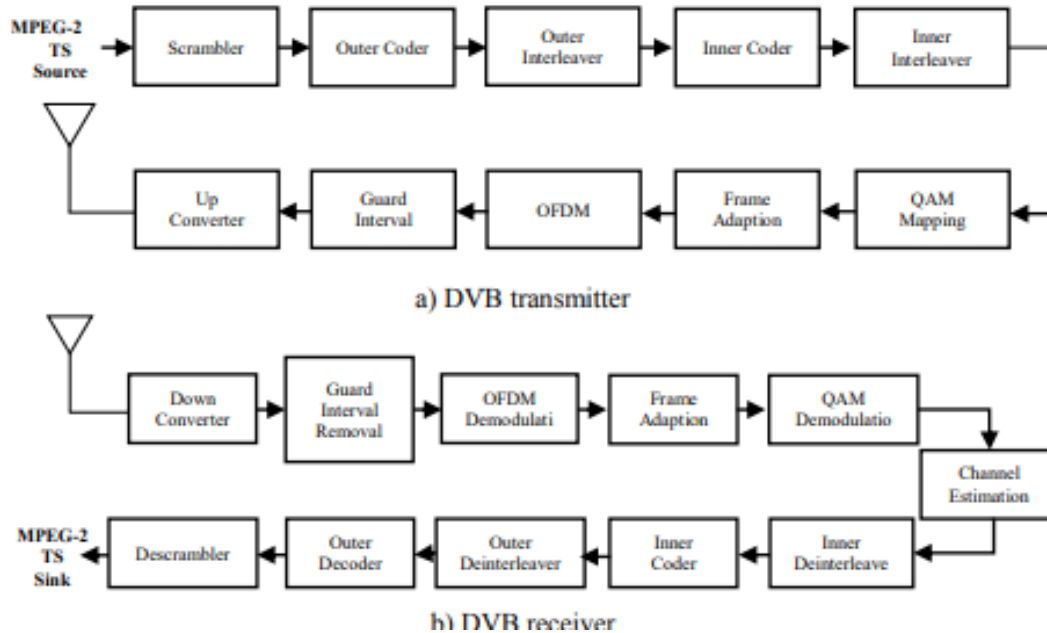 MPEG-2
TS
Source
Scrambler
Outer Coder
Outer
Interleaver
Inner Coder
Inner
Interleaver
Up
Converter
Guard
Interval
OFDM
Frame
Adaption
QAM
Mapping
a) DVB transmitter
Down
Converter
Guard
Interval
Removal
OFDM
Demodulati
Frame
Adaption
QAM
Demodulatio
Channel
Estimation
MPEG-2
TS
Sink
Descrambler
Outer
Decoder
Outer
Deinterleaver
Inner
Coder
Inner
Deinterleave
b) DVB receiver